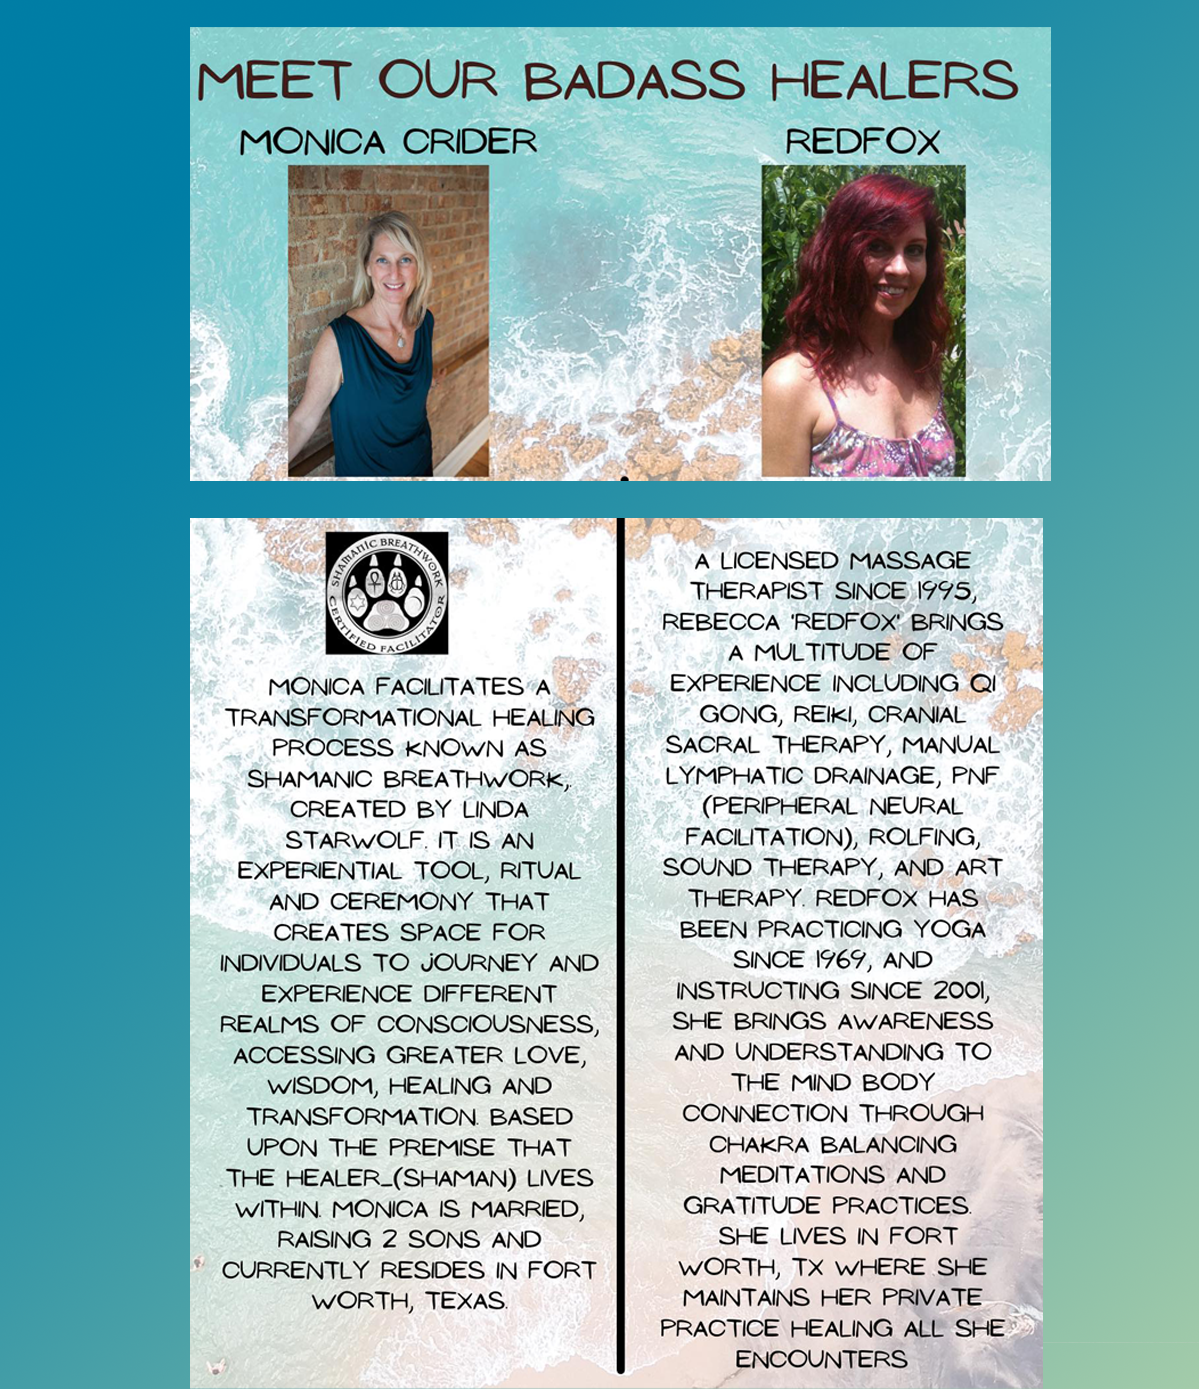 MEET OUR BADASS HEALERS
MONICA CRIDER
REDFOX
SHAMANIC BREATHWORK
CERTIFIED FACILITATOR
MONICA FACILITATES A
TRANSFORMATIONAL HEALING
PROCESS KNOWN AS
SHAMANIC BREATHWORK,.
CREATED BY LINDA
STARWOLF. IT IS AN
EXPERIENTIAL TOOL, RITUAL
AND CEREMONY THAT
CREATES SPACE FOR
INDIVIDUALS TO JOURNEY AND
EXPERIENCE DIFFERENT
REALMS OF CONSCIOUSNESS,
ACCESSING GREATER LOVE,
WISDOM, HEALING AND
TRANSFORMATION. BASED
UPON THE PREMISE THAT
THE HEALER_(SHAMAN) LIVES
WITHIN. MONICA IS MARRIED,
RAISING 2 SONS AND
CURRENTLY RESIDES IN FORT
WORTH, TEXAS.
A LICENSED MASSAGE
THERAPIST SINCE 1995,
REBECCA 'REDFOX' BRINGS
A MULTITUDE OF
EXPERIENCE INCLUDING QI
GONG, REIKI, CRANIAL
SACRAL THERAPY, MANUAL
LYMPHATIC DRAINAGE, PNF
(PERIPHERAL NEURAL
FACILITATION), ROLFING,
SOUND THERAPY, AND ART
THERAPY. REDFOX HAS
BEEN PRACTICING YOGA
SINCE 1969, AND
INSTRUCTING SINCE 2001,
SHE BRINGS AWARENESS
AND UNDERSTANDING TO
THE MIND BODY
CONNECTION THROUGH
CHAKRA BALANCING
MEDITATIONS AND
GRATITUDE PRACTICES.
SHE LIVES IN FORT
WORTH, TX WHERE SHE
MAINTAINS HER PRIVATE
PRACTICE HEALING ALL SHE
ENCOUNTERS